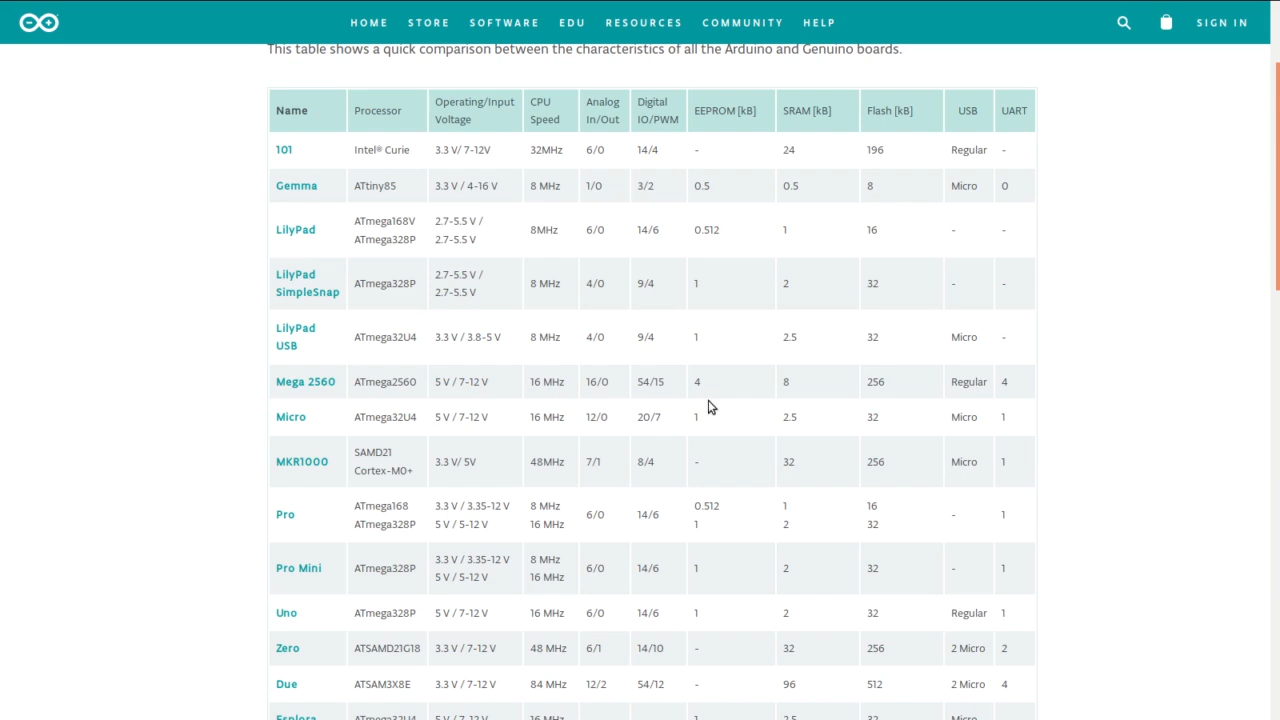 HOME STORE SOFTWARE EDU RESOURCES COMMUNITY HELP SIGN IN
This table shows a quick comparison between the characteristics of all the Arduino and Genuino boards.
Name Processor Operating/Input Voltage CPU Speed Analog In/Out Digital IO/PWM EEPROM [kB] SRAM [kB] Flash [kB] USB UART
101 Intel® Curie 3.3 V/ 7-12V 32MHz 6/0 14/4 - 24 196 Regular -
Gemma ATtiny85 3.3 V / 4-16 V 8 MHz 1/0 3/2 0.5 0.5 8 Micro 0
LilyPad ATmega168V ATmega328P 2.7-5.5 V / 2.7-5.5 V 8MHz 6/0 14/6 0.512 1 16 - -
LilyPad SimpleSnap ATmega328P 2.7-5.5 V / 2.7-5.5 V 8 MHz 4/0 9/4 1 2 32 - -
LilyPad USB ATmega32U4 3.3 V / 3.8-5 V 8 MHz 4/0 9/4 1 2.5 32 Micro -
Mega 2560 ATmega2560 5 V / 7-12 V 16 MHz 16/0 54/15 4 8 256 Regular 4
Micro ATmega32U4 5 V / 7-12 V 16 MHz 12/0 20/7 1 2.5 32 Micro 1
MKR1000 SAMD21 Cortex-M0+ 3.3 V/ 5V 48MHz 7/1 8/4 - 32 256 Micro 1
Pro ATmega168 ATmega328P 3.3 V / 3.35-12 V 5 V / 5-12 V 8 MHz 16 MHz 6/0 14/6 0.512 1 1 2 16 32 - 1
Pro Mini ATmega328P 3.3 V / 3.35-12 V 5 V / 5-12 V 8 MHz 16 MHz 6/0 14/6 1 2 32 - 1
Uno ATmega328P 5 V / 7-12 V 16 MHz 6/0 14/6 1 2 32 Regular 1
Zero ATSAMD21G18 3.3 V / 7-12 V 48 MHz 6/1 14/10 - 32 256 2 Micro 2
Due ATSAM3X8E 3.3 V / 7-12 V 84 MHz 12/2 54/12 - 96 512 2 Micro 4
Esplora ATmega32U4 5 V / 7-12 V 16 MHz 1 2.5 32 Micro